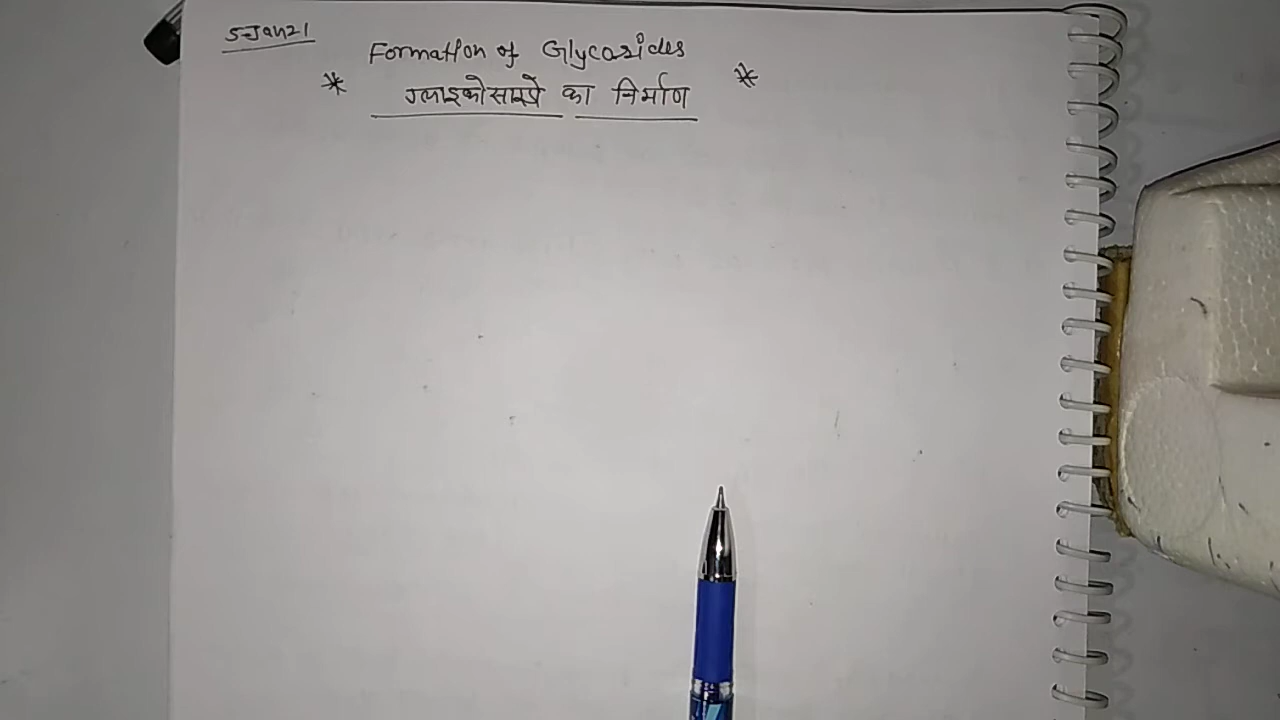 5-Jan21
Formation of Glycosides
* ग्लाइकोसाइडो का निर्माण *